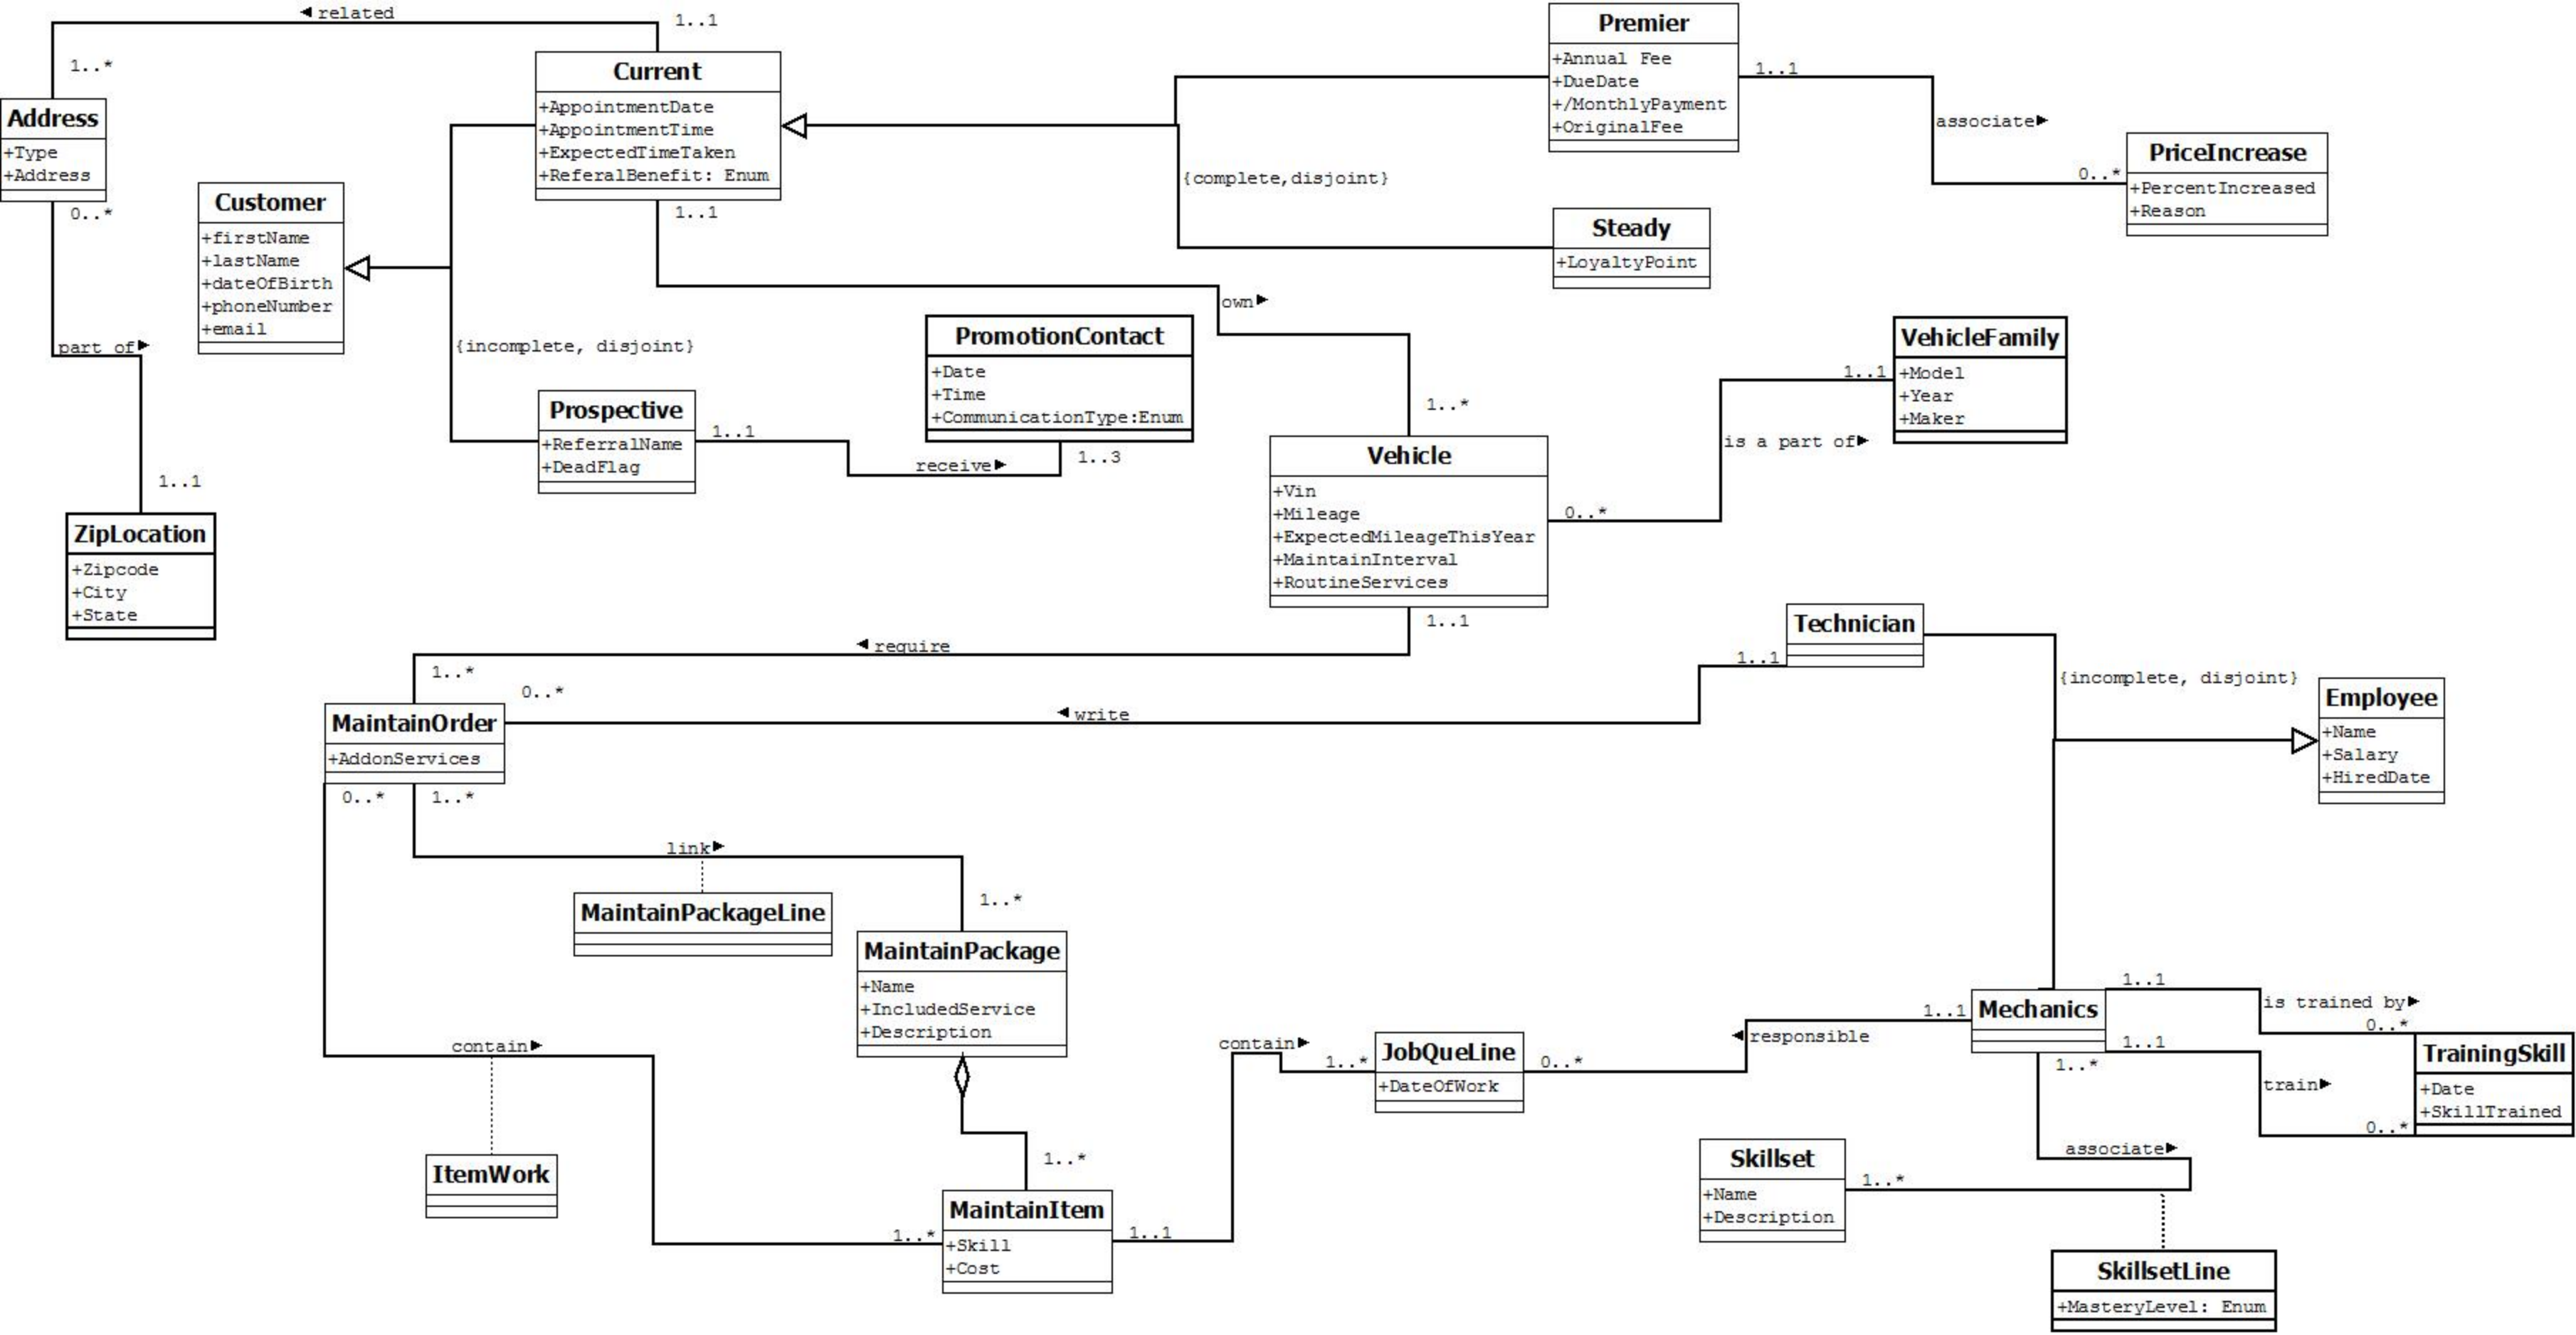 ◄ related
1..1
1..*
Current
+AppointmentDate
+AppointmentTime
+ExpectedTimeTaken
+ReferalBenefit: Enum
1..1
Premier
+Annual Fee
+DueDate
+/MonthlyPayment
+OriginalFee
1..1
associate►
0..*
PriceIncrease
+PercentIncreased
+Reason
{complete,disjoint}
Steady
+LoyaltyPoint
Address
+Type
+Address
0..*
part of►
1..1
ZipLocation
+Zipcode
+City
+State
Customer
+firstName
+lastName
+dateOfBirth
+phoneNumber
+email
{incomplete, disjoint}
Prospective
+ReferralName
+DeadFlag
1..1
receive►
1..3
PromotionContact
+Date
+Time
+CommunicationType:Enum
own►
1..*
Vehicle
+Vin
+Mileage
+ExpectedMileageThisYear
+MaintainInterval
+RoutineServices
1..1
0..*
is a part of►
1..1
VehicleFamily
+Model
+Year
+Maker
◄ require
1..*
0..*
◄ write
1..1
Technician
{incomplete, disjoint}
Employee
+Name
+Salary
+HiredDate
MaintainOrder
+AddonServices
0..*
1..*
link►
MaintainPackageLine
1..*
MaintainPackage
+Name
+IncludedService
+Description
contain►
ItemWork
1..*
1..*
MaintainItem
+Skill
+Cost
1..1
contain►
1..*
JobQueLine
+DateOfWork
0..*
◄ responsible
1..1
Mechanics
1..1
is trained by►
0..*
1..1
train►
0..*
TrainingSkill
+Date
+SkillTrained
1..*
associate►
1..*
Skillset
+Name
+Description
SkillsetLine
+MasteryLevel: Enum